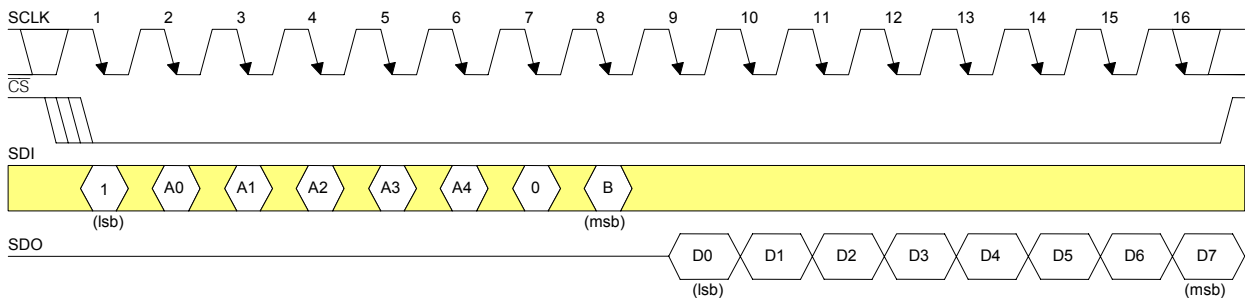 SCLK 1 2 3 4 5 6 7 8 9 10 11 12 13 14 15 16
CS
SDI
1 A0 A1 A2 A3 A4 0 B
(lsb) (msb)
SDO
D0 D1 D2 D3 D4 D5 D6 D7
(lsb) (msb)